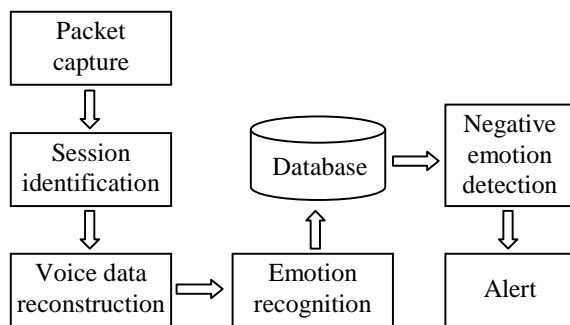 Packet
capture
Session
identification
Voice data
reconstruction
Emotion
recognition
Database
Negative
emotion
detection
Alert